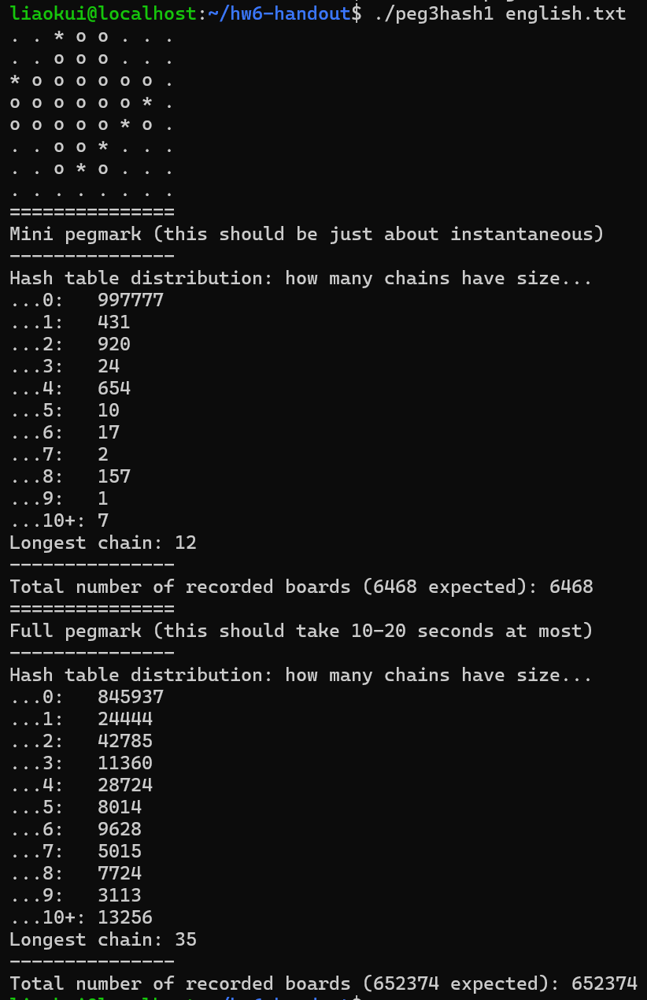 liaokui@localhost:~/hw6-handout$ ./peg3hash1 english.txt
. . * o o . . .
. . o o o . . .
* o o o o o o .
o o o o o o * .
o o o o o * o .
. . o o * . . .
. . o * o . . .
. . . . . . . .
===============
Mini pegmark (this should be just about instantaneous)
---------------
Hash table distribution: how many chains have size...
...0:   997777
...1:   431
...2:   920
...3:   24
...4:   654
...5:   10
...6:   17
...7:   2
...8:   157
...9:   1
...10+: 7
Longest chain: 12
---------------
Total number of recorded boards (6468 expected): 6468
===============
Full pegmark (this should take 10-20 seconds at most)
---------------
Hash table distribution: how many chains have size...
...0:   845937
...1:   24444
...2:   42785
...3:   11360
...4:   28724
...5:   8014
...6:   9628
...7:   5015
...8:   7724
...9:   3113
...10+: 13256
Longest chain: 35
---------------
Total number of recorded boards (652374 expected): 652374